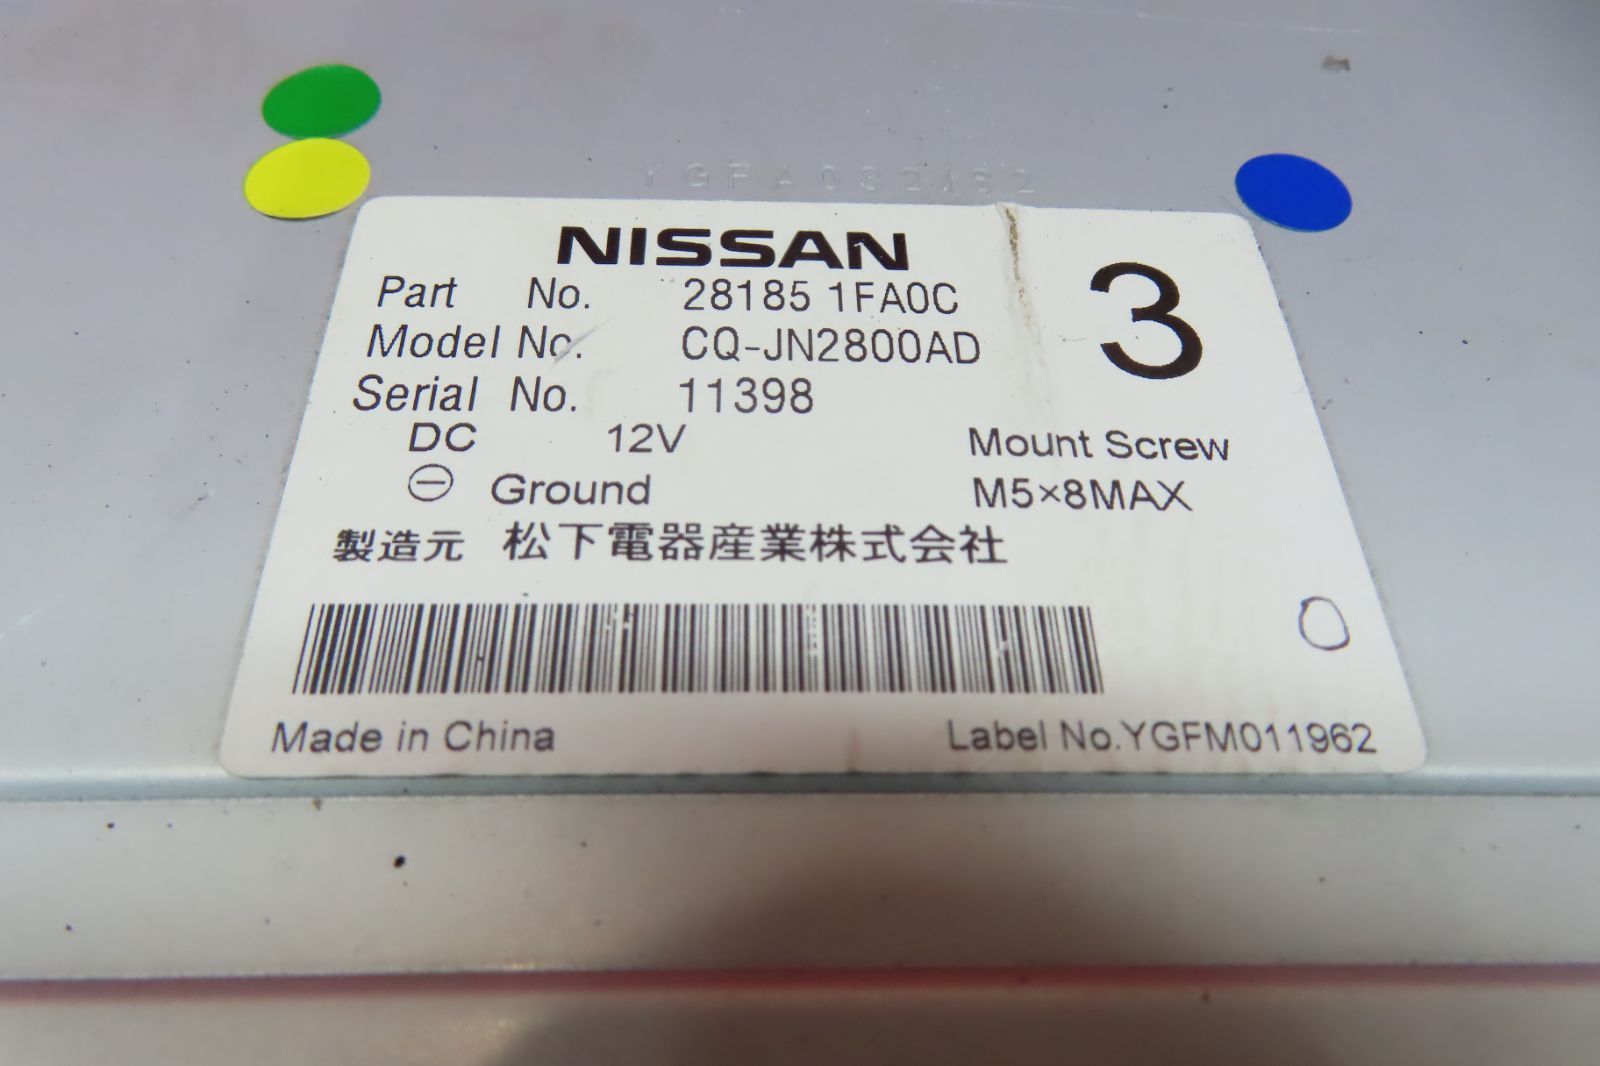 YGFA032182
NISSAN
Part No. 28185 1FA0C
3
Model No. CQ-JN2800AD
Serial No. 11398
DC 12V
Mount Screw
⊖ Ground
M5×8MAX
製造元 松下電器産業株式会社
Made in China
Label No.YGFM011962